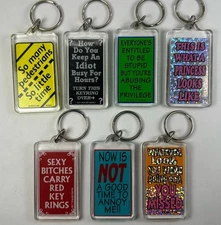 So many
pedestrians
So little
time
How
Do You
Keep An
Idiot
Busy For
Hours?
TURN THIS
KEYRING
OVER
EVERYONE'S
ENTITLED
TO BE
STUPID
BUT YOU'RE
ABUSING
THE
PRIVILEGE
THIS IS
WHAT A
PRINCESS
LOOKS
LIKE
SEXY
BITCHES
CARRY
RED
KEY
RINGS
NOW IS
NOT
A GOOD
TIME TO
ANNOY
ME!!
WHATEVER
LOOK
YOU
MISSED